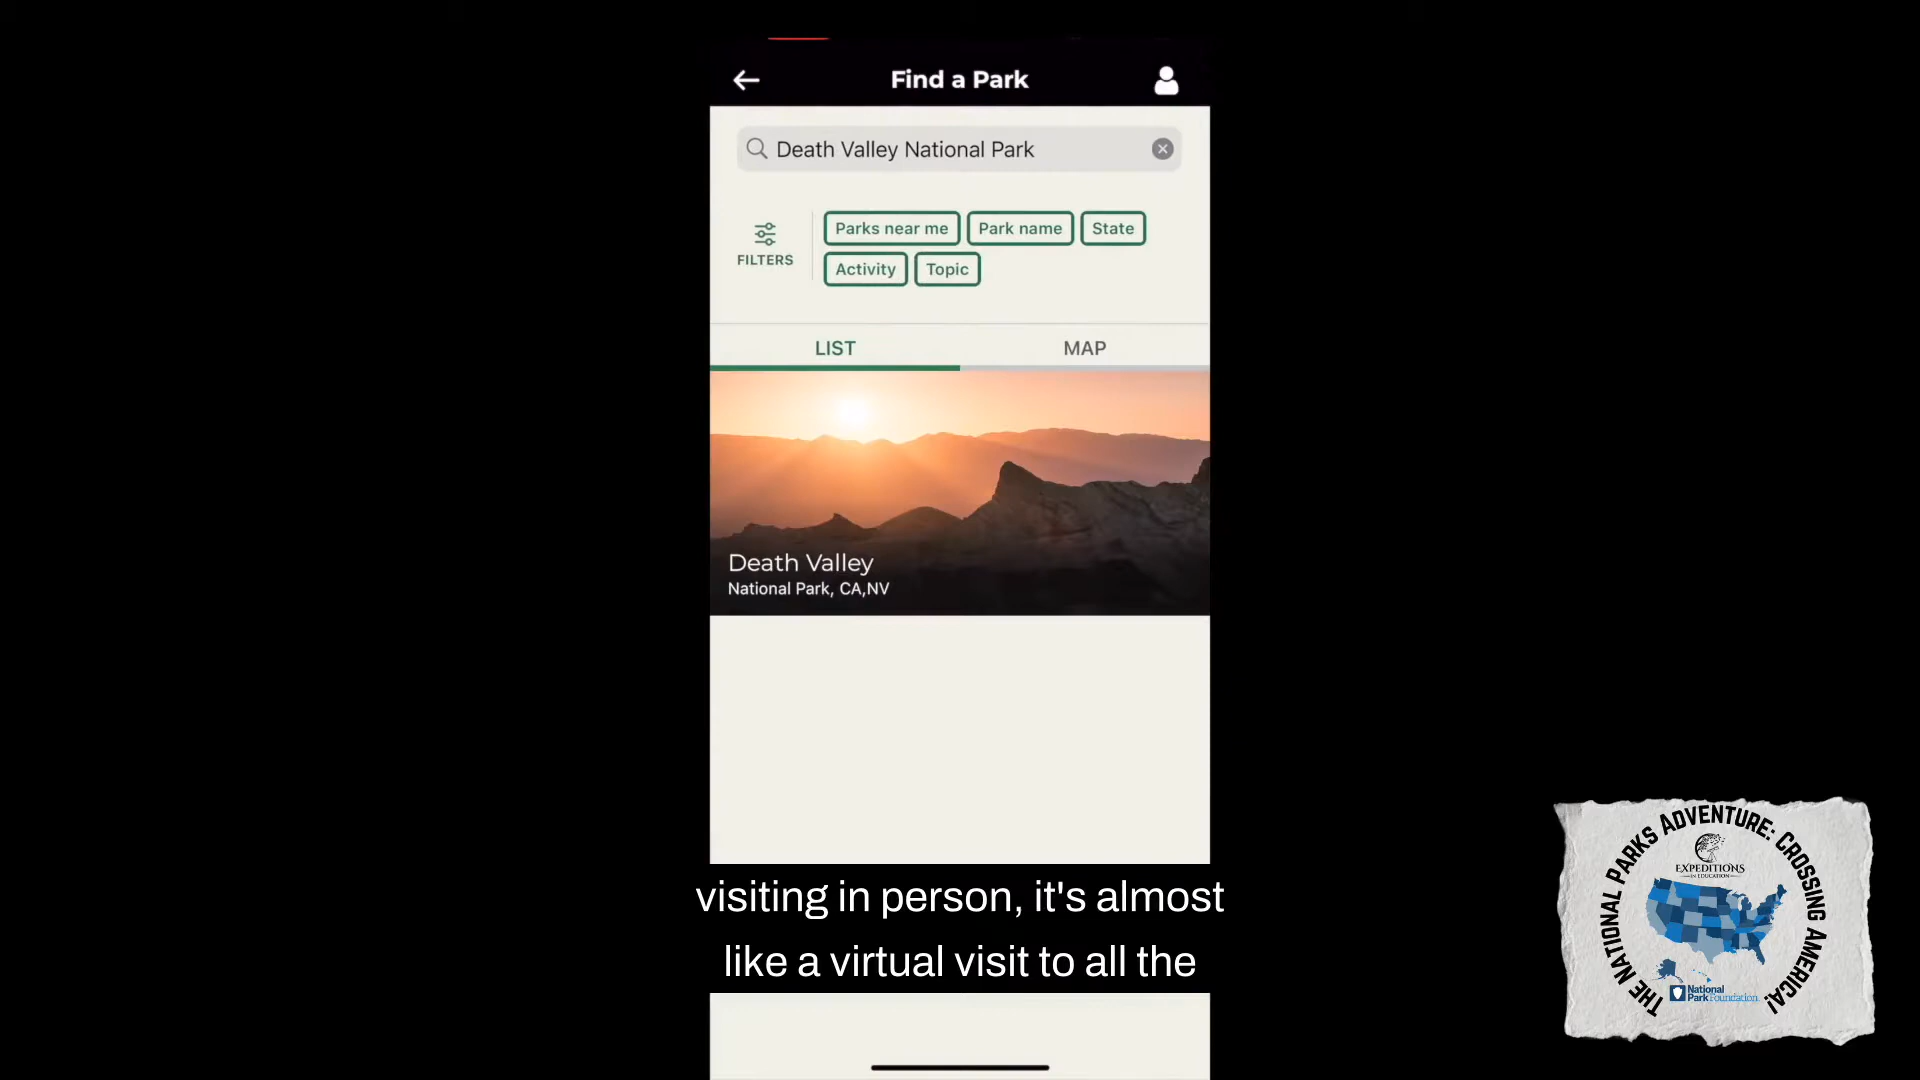 Find a Park
Death Valley National Park
FILTERS
Parks near me
Park name
State
Activity
Topic
LIST
MAP
Death Valley
National Park, CA,NV
visiting in person, it's almost
like a virtual visit to all the
THE NATIONAL PARKS ADVENTURE: CROSSING AMERICA!
EXPEDITIONS
IN EDUCATION
National
Park Foundation